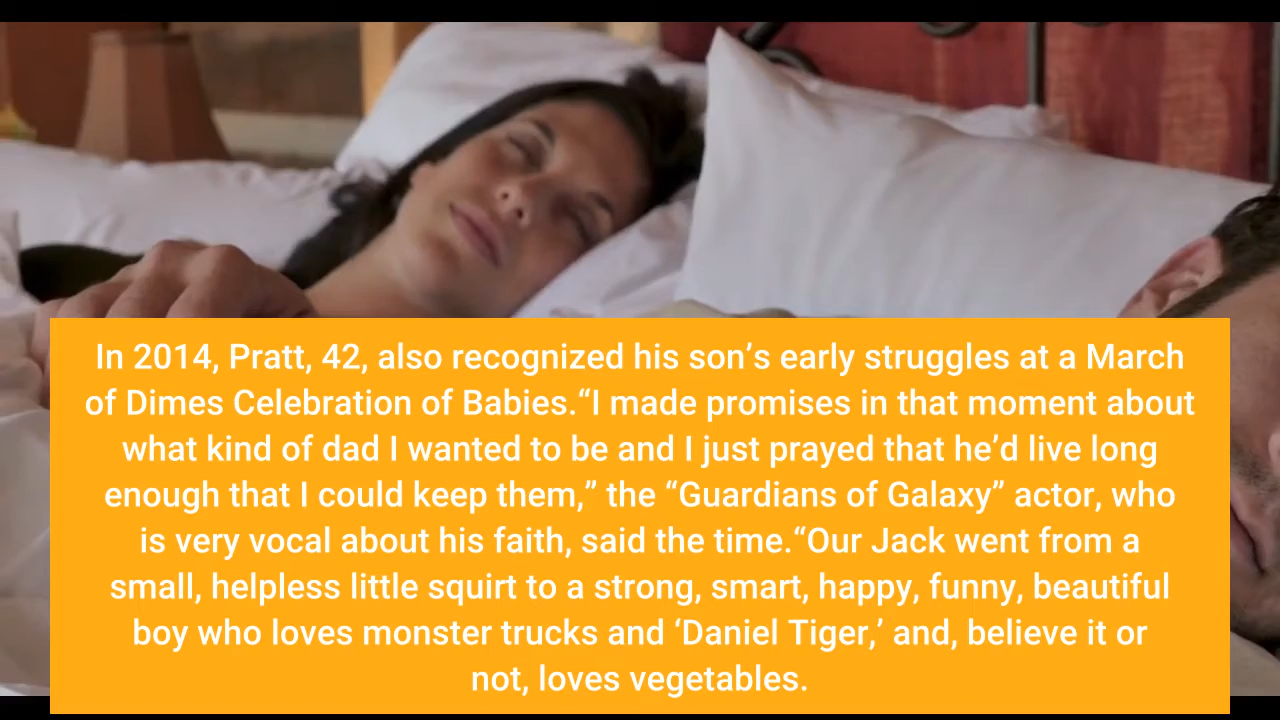 In 2014, Pratt, 42, also recognized his son’s early struggles at a March
of Dimes Celebration of Babies.“I made promises in that moment about
what kind of dad I wanted to be and I just prayed that he’d live long
enough that I could keep them,” the “Guardians of Galaxy” actor, who
is very vocal about his faith, said the time.“Our Jack went from a
small, helpless little squirt to a strong, smart, happy, funny, beautiful
boy who loves monster trucks and ‘Daniel Tiger,’ and, believe it or
not, loves vegetables.